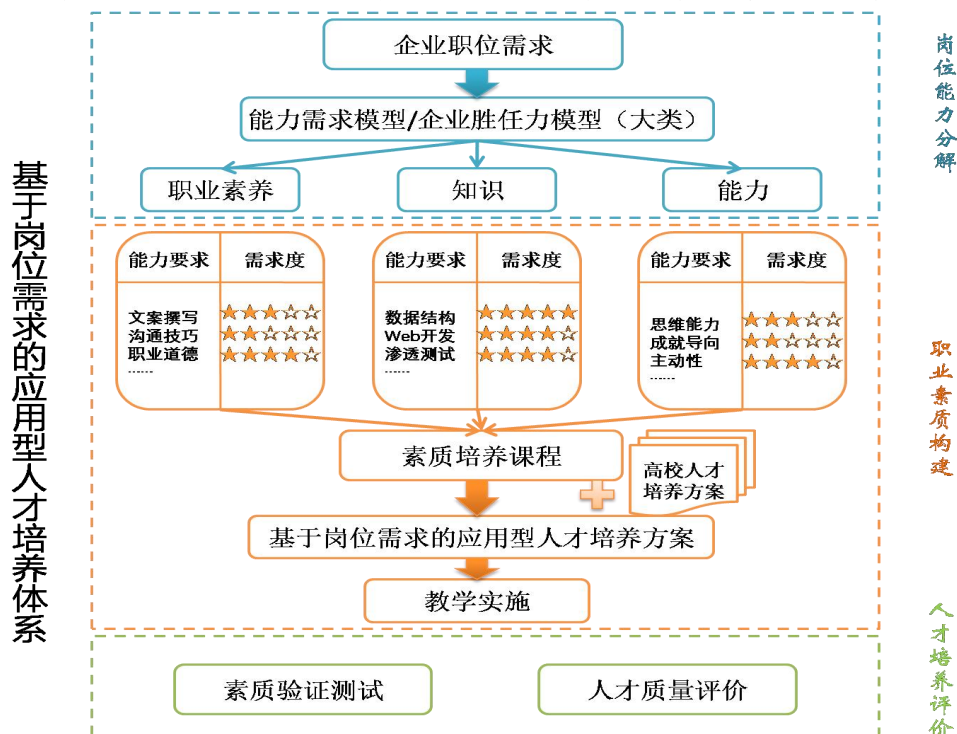 基于岗位需求的应用型人才培养体系
岗位能力分解
企业职位需求
能力需求模型/企业胜任力模型（大类）
职业素养
知识
能力
职业素质构建
能力要求
需求度
文案撰写
沟通技巧
职业道德
......
能力要求
需求度
数据结构
Web开发
渗透测试
......
能力要求
需求度
思维能力
成就导向
主动性
......
素质培养课程
高校人才
培养方案
基于岗位需求的应用型人才培养方案
教学实施
人才培养评价
素质验证测试
人才质量评价